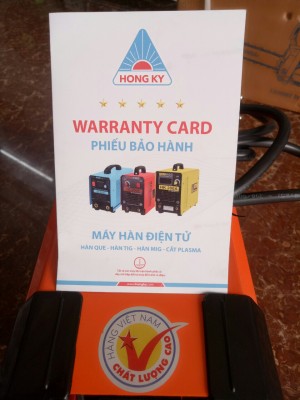 HONG KY
WARRANTY CARD
PHIẾU BẢO HÀNH
MÁY HÀN ĐIỆN TỬ
HÀN QUE - HÀN TIG - HÀN MIG - CẮT PLASMA
HÀNG VIỆT NAM
CHẤT LƯỢNG CAO